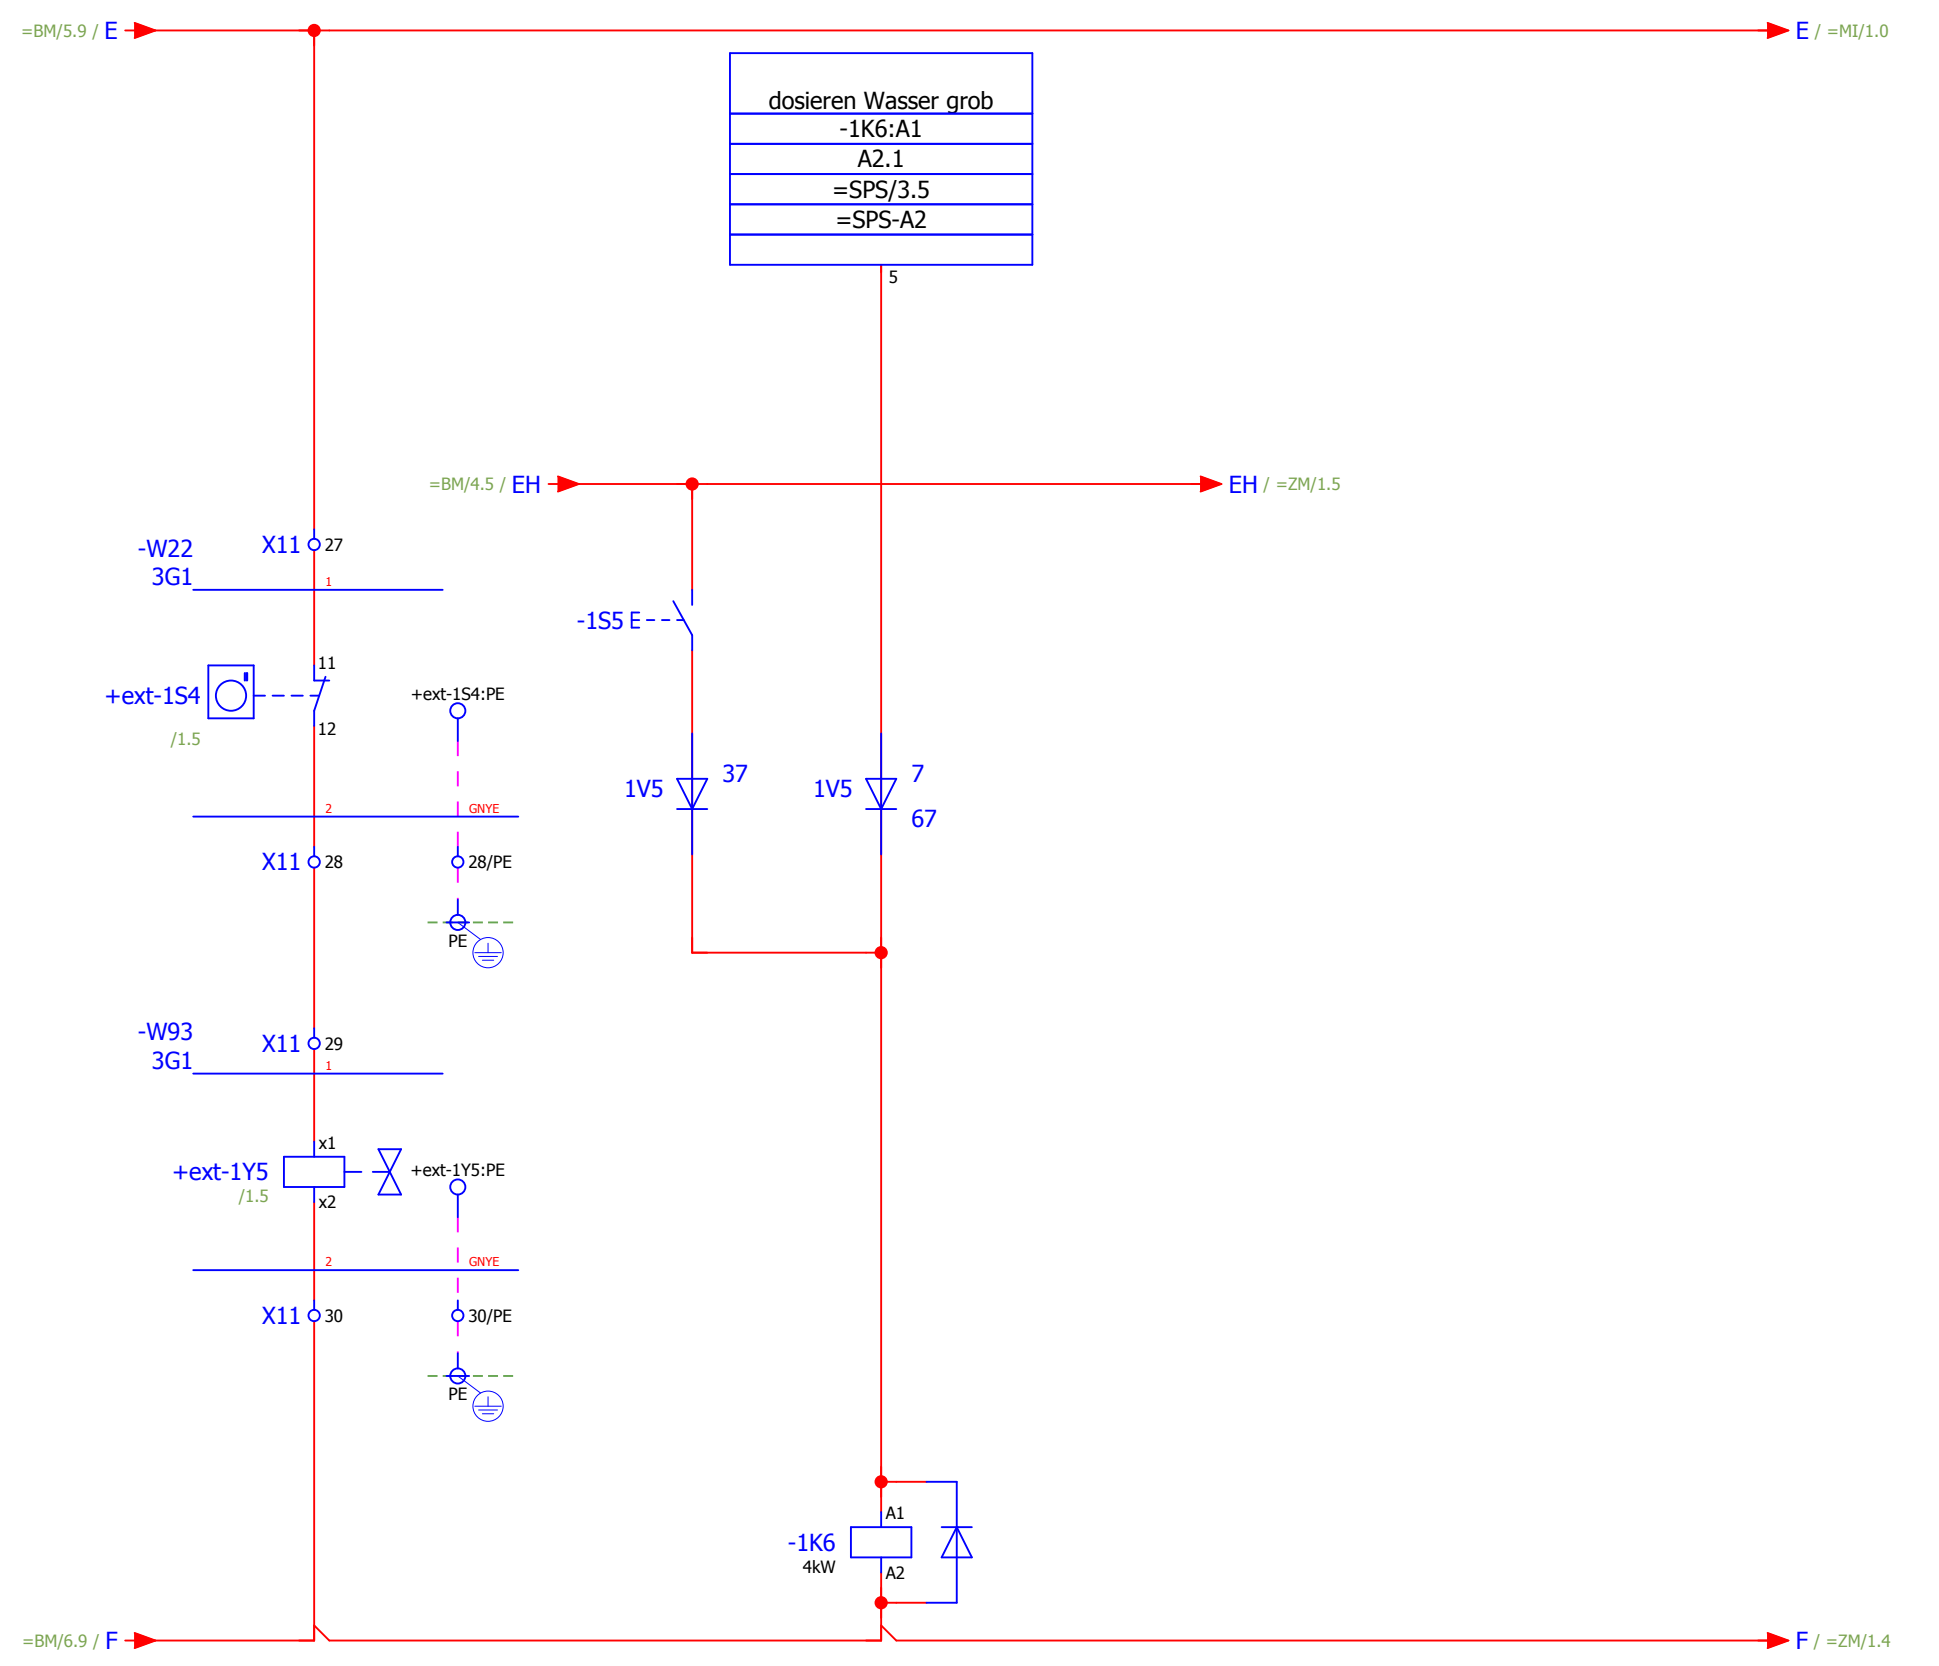 =BM/5.9 / E
E / =MI/1.0
dosieren Wasser grob
-1K6:A1
A2.1
=SPS/3.5
=SPS-A2
5
=BM/4.5 / EH
EH / =ZM/1.5
-W22
3G1
X11 27
1
-1S5
11
+ext-1S4
12
/1.5
+ext-1S4:PE
1V5 37
1V5 7
67
2
GNYE
X11 28
28/PE
PE
-W93
3G1
X11 29
1
x1
+ext-1Y5
/1.5
x2
+ext-1Y5:PE
2
GNYE
X11 30
30/PE
PE
A1
-1K6
4kW
A2
=BM/6.9 / F
F / =ZM/1.4